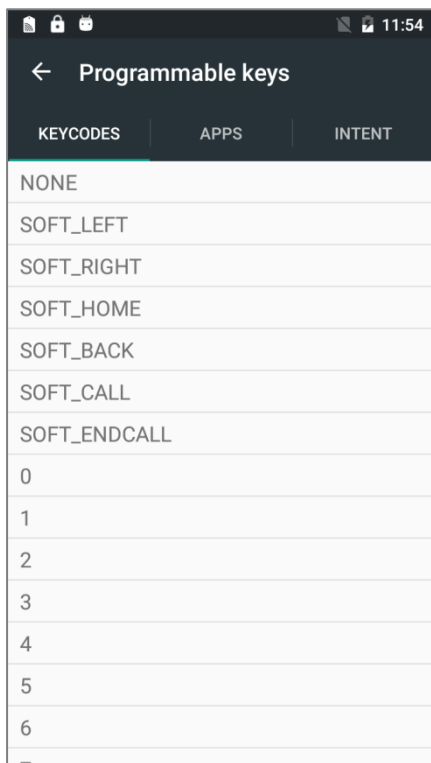 11:54
Programmable keys
KEYCODES APPS INTENT
NONE
SOFT_LEFT
SOFT_RIGHT
SOFT_HOME
SOFT_BACK
SOFT_CALL
SOFT_ENDCALL
0
1
2
3
4
5
6